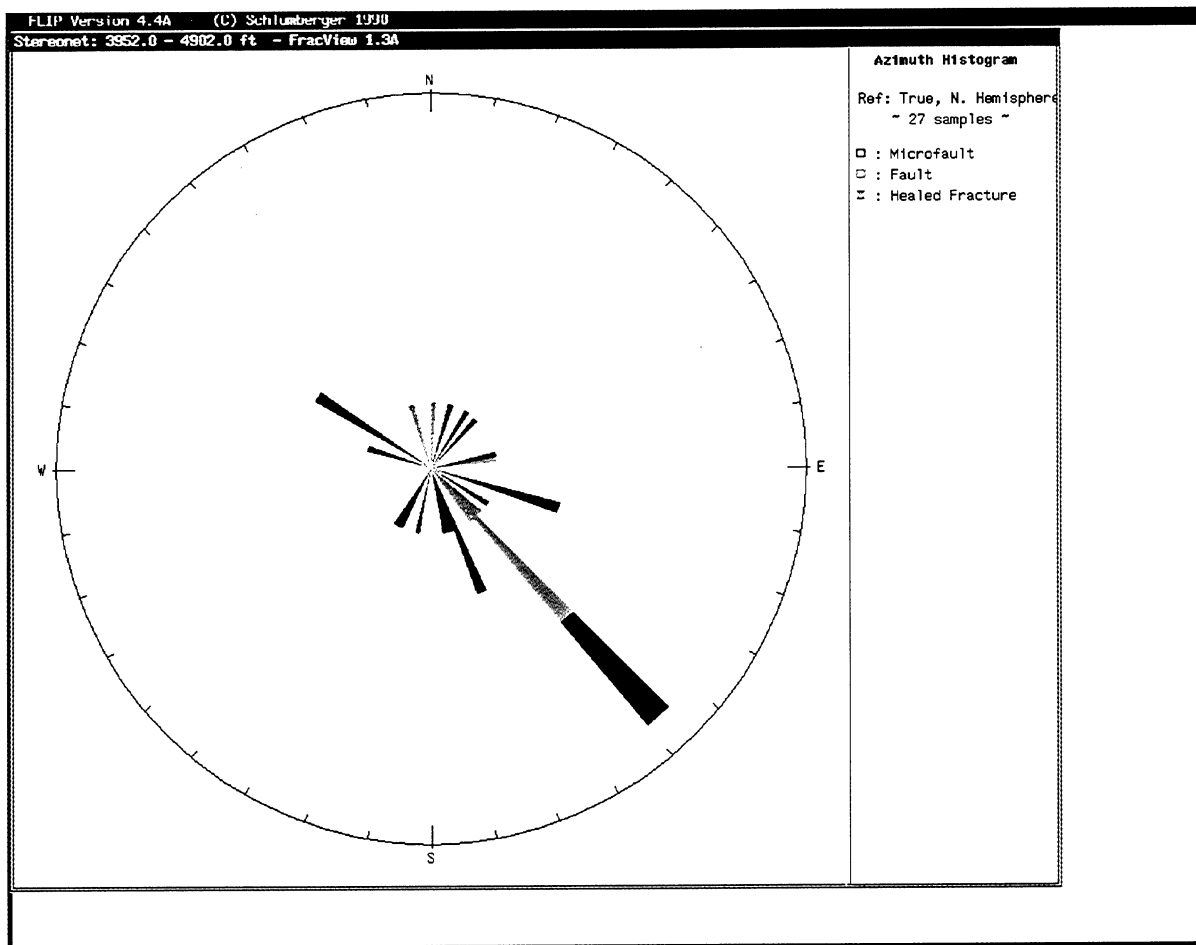 FLIP Version 4.4A (C) Schlumberger 1990
Stereonet: 3952.0 - 4902.0 ft - FracView 1.3A
Azimuth Histogram
Ref: True, N. Hemisphere
~ 27 samples ~
: Microfault
: Fault
: Healed Fracture
N
W
E
S